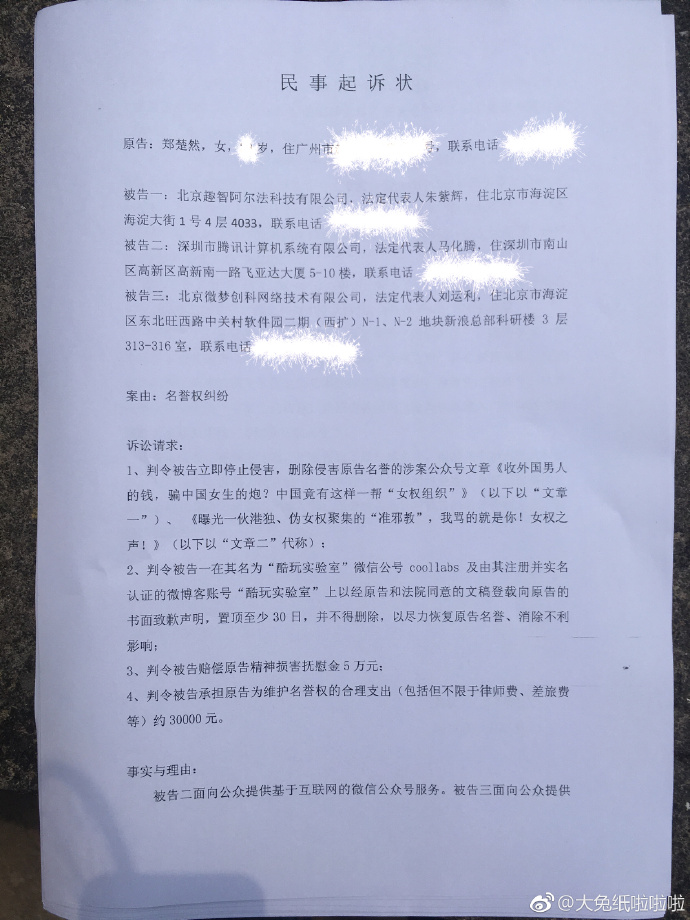 民事起诉状
原告：郑楚然，女， 岁，住广州市 号，联系电话
被告一：北京趣智阿尔法科技有限公司，法定代表人朱紫辉，住北京市海淀区
海淀大街1号4层4033，联系电话
被告二：深圳市腾讯计算机系统有限公司，法定代表人马化腾，住深圳市南山
区高新区高新南一路飞亚达大厦5-10楼，联系电话
被告三：北京微梦创科网络技术有限公司，法定代表人刘运利，住北京市海淀
区东北旺西路中关村软件园二期（西扩）N-1、N-2 地块新浪总部科研楼 3 层
313-316室，联系电话
案由：名誉权纠纷
诉讼请求：
1、判令被告立即停止侵害，删除侵害原告名誉的涉案公众号文章《收外国男人
的钱，骗中国女生的炮？中国竟有这样一帮“女权组织”》（以下以“文章
一”）、《曝光一伙港独、伪女权聚集的“准邪教”，我骂的就是你！女权之
声！》（以下以“文章二”代称）；
2、判令被告一在其名为“酷玩实验室”微信公号 coollabs 及由其注册并实名
认证的微博客账号“酷玩实验室”上以经原告和法院同意的文稿登载向原告的
书面致歉声明，置顶至少30日，并不得删除，以尽力恢复原告名誉、消除不利
影响；
3、判令被告赔偿原告精神损害抚慰金5万元；
4、判令被告承担原告为维护名誉权的合理支出（包括但不限于律师费、差旅费
等）约30000元。
事实与理由：
被告二面向公众提供基于互联网的微信公众号服务。被告三面向公众提供
@大兔纸啦啦啦